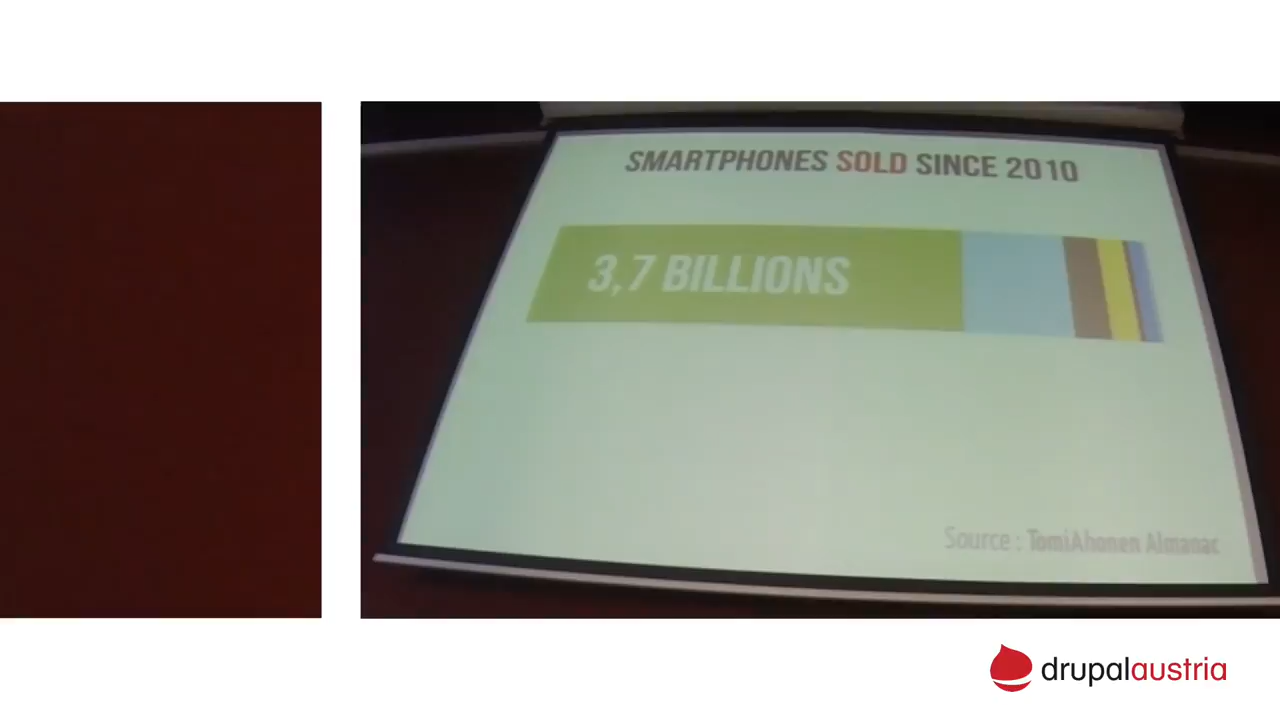 SMARTPHONES SOLD SINCE 2010
3,7 BILLIONS
Source : TomiAhonen Almanac
drupalaustria